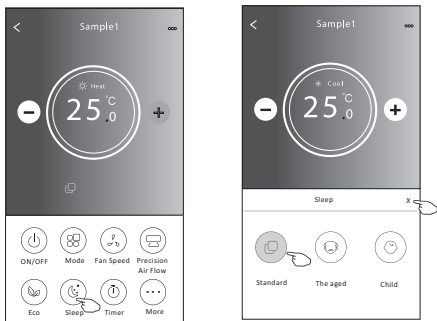 Sample1
Heat
25.0°C
ON/OFF
Mode
Fan Speed
Precision Air Flow
Eco
Sleep
Timer
More
Sample1
Cool
25.0°C
Sleep
x
Standard
The aged
Child